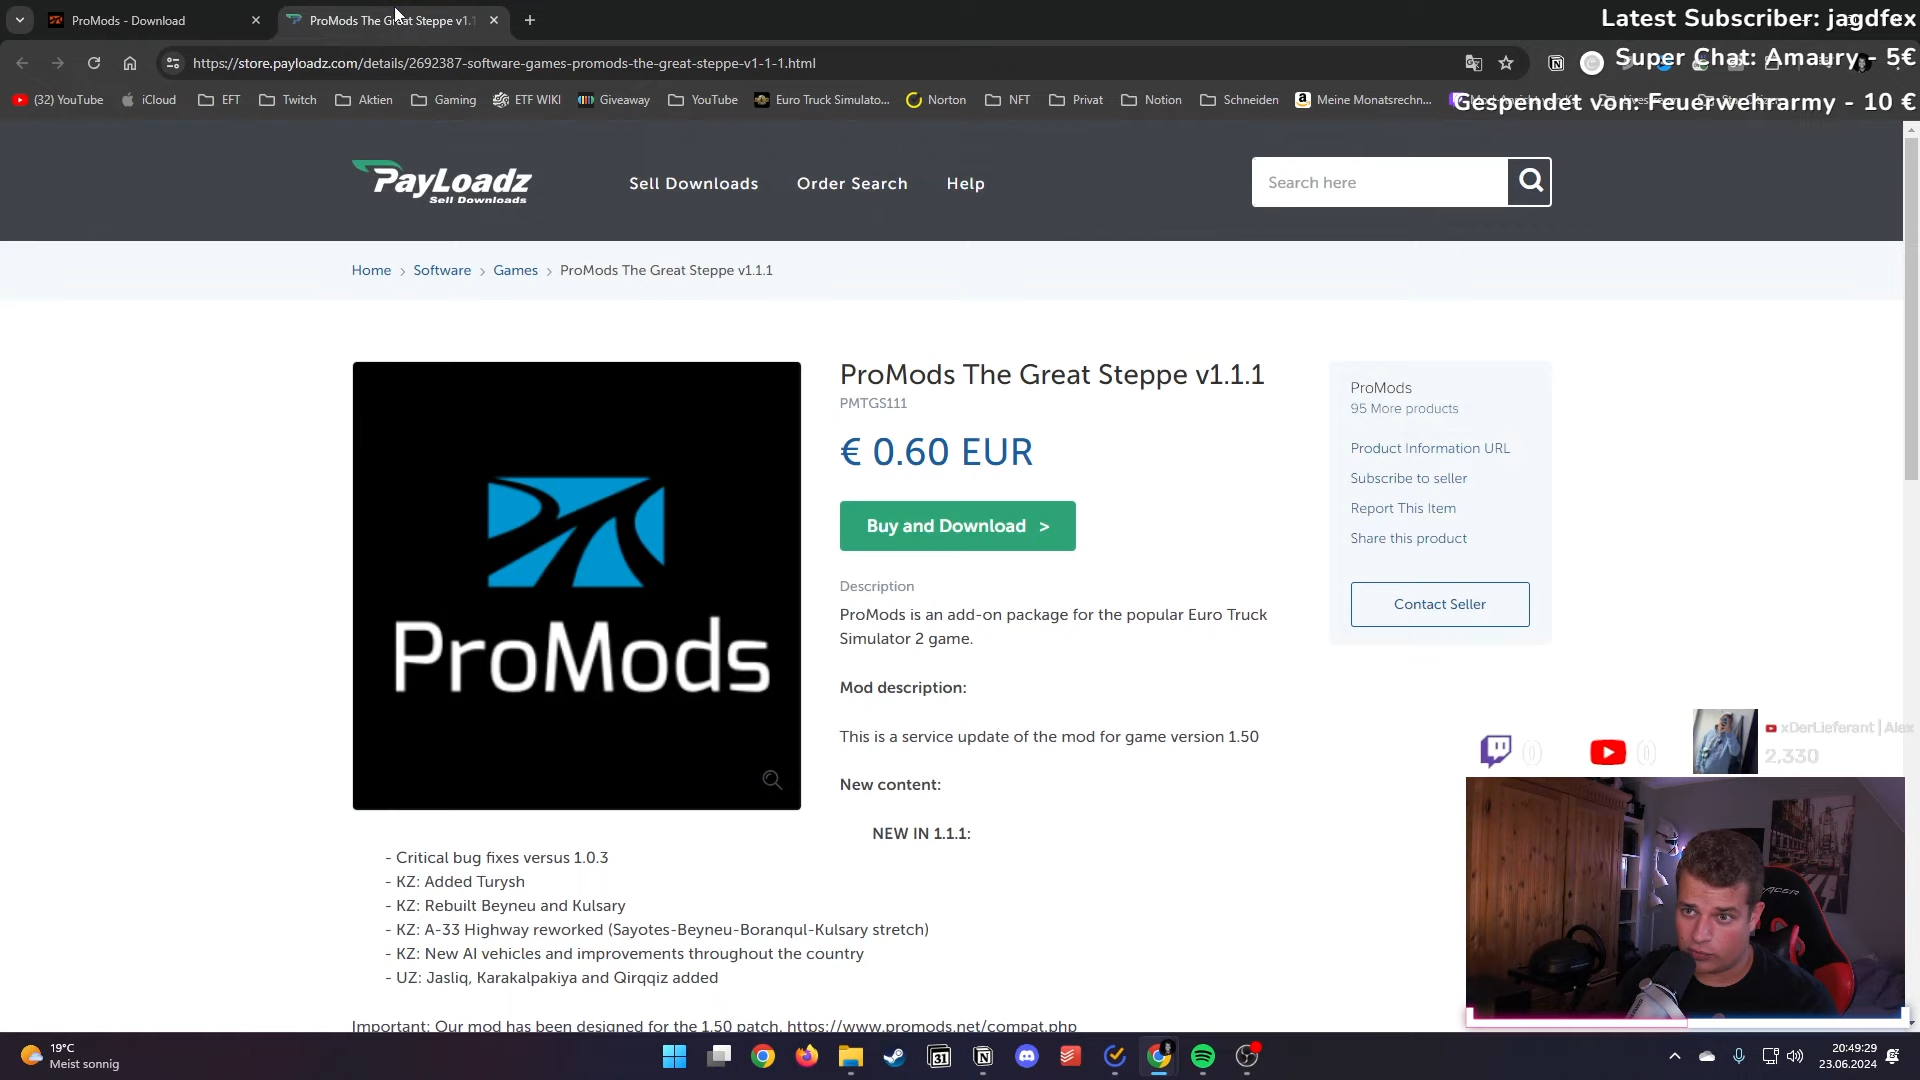 ProMods - Download
ProMods The Great Steppe v1.1
Latest Subscriber: jagdfex
https://store.payloadz.com/details/2692387-software-games-promods-the-great-steppe-v1-1-1.html
Super Chat: Amaury - 5€
(32) YouTube
iCloud
EFT
Twitch
Aktien
Gaming
ETF WIKI
Giveaway
YouTube
Euro Truck Simulato...
Norton
NFT
Privat
Notion
Schneiden
Meine Monatsrechn...
Gespendet von: Feuerwehrarmy - 10 €
PayLoadz
Sell Downloads
Sell Downloads
Order Search
Help
Search here
Home > Software > Games > ProMods The Great Steppe v1.1.1
ProMods The Great Steppe v1.1.1
PMTGS111
€ 0.60 EUR
Buy and Download >
Description
ProMods is an add-on package for the popular Euro Truck
Simulator 2 game.
Mod description:
This is a service update of the mod for game version 1.50
New content:
NEW IN 1.1.1:
- Critical bug fixes versus 1.0.3
- KZ: Added Turysh
- KZ: Rebuilt Beyneu and Kulsary
- KZ: A-33 Highway reworked (Sayotes-Beyneu-Boranqul-Kulsary stretch)
- KZ: New AI vehicles and improvements throughout the country
- UZ: Jasliq, Karakalpakiya and Qirqqiz added
Important: Our mod has been designed for the 1.50 patch. https://www.promods.net/compat.php
ProMods
ProMods
95 More products
Product Information URL
Subscribe to seller
Report This Item
Share this product
Contact Seller
0
0
xDerLieferant | Alex
2,330
19°C
Meist sonnig
31
20:49:29
23.06.2024